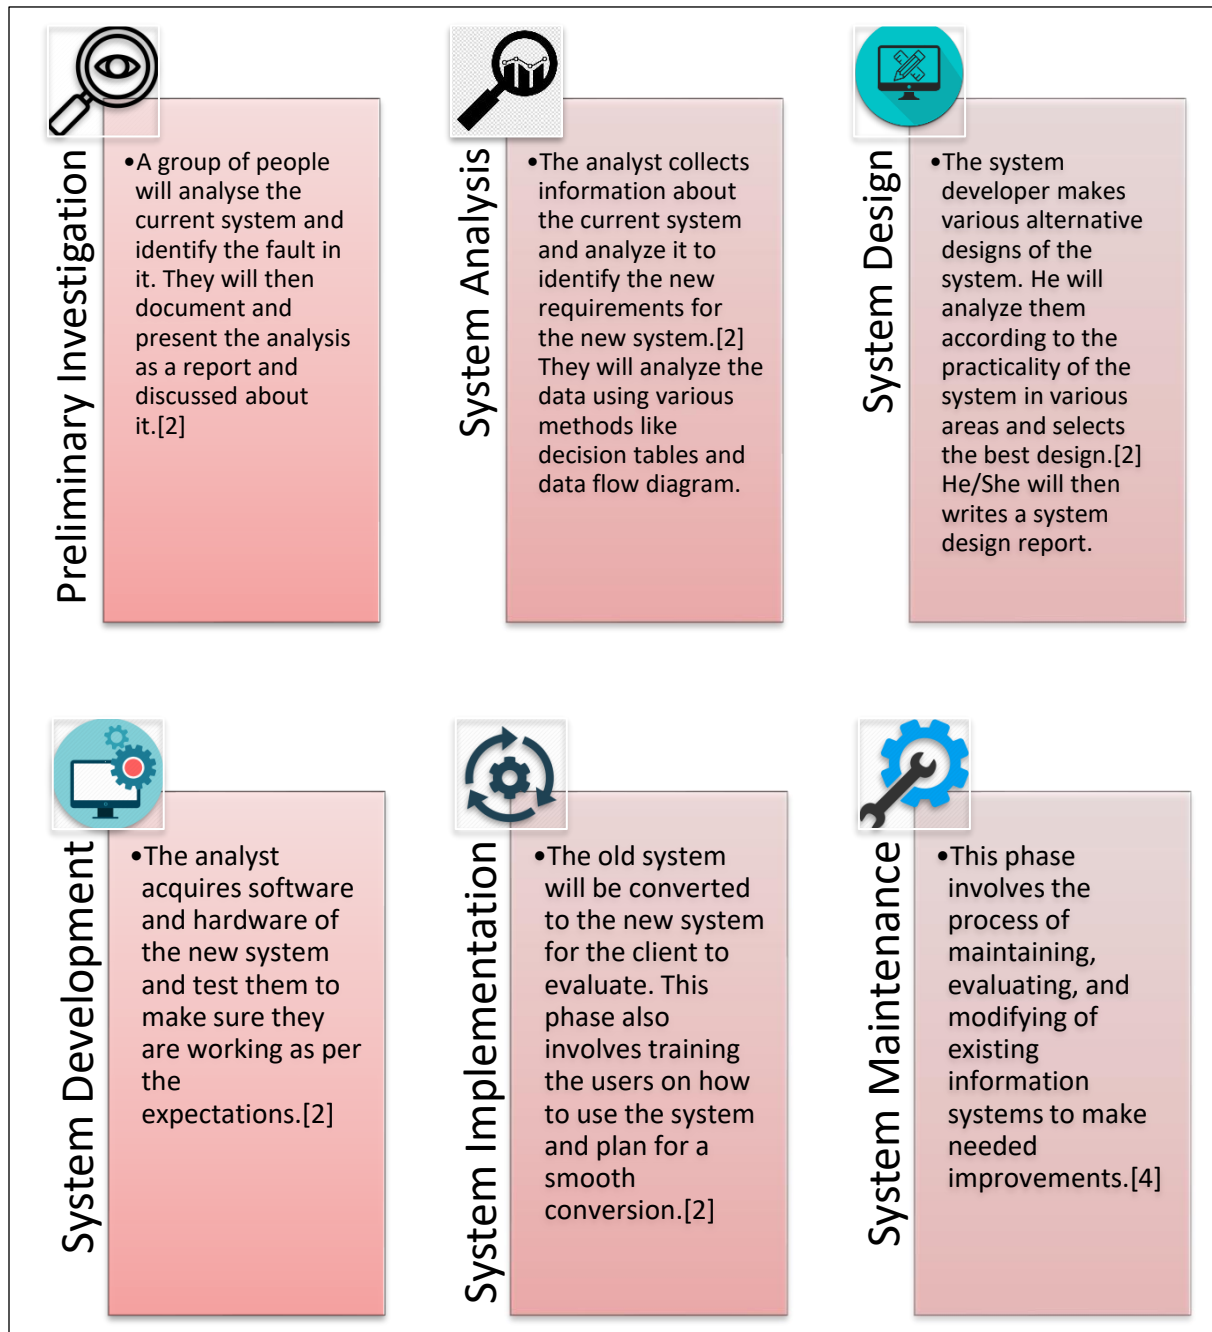 Preliminary Investigation
•A group of people
will analyse the
current system and
identify the fault in
it. They will then
document and
present the analysis
as a report and
discussed about
it.[2]
System Analysis
•The analyst collects
information about
the current system
and analyze it to
identify the new
requirements for
the new system.[2]
They will analyze the
data using various
methods like
decision tables and
data flow diagram.
System Design
•The system
developer makes
various alternative
designs of the
system. He will
analyze them
according to the
practicality of the
system in various
areas and selects
the best design.[2]
He/She will then
writes a system
design report.
System Development
•The analyst
acquires software
and hardware of
the new system
and test them to
make sure they
are working as per
the
expectations.[2]
System Implementation
•The old system
will be converted
to the new system
for the client to
evaluate. This
phase also
involves training
the users on how
to use the system
and plan for a
smooth
conversion.[2]
System Maintenance
•This phase
involves the
process of
maintaining,
evaluating, and
modifying of
existing
information
systems to make
needed
improvements.[4]